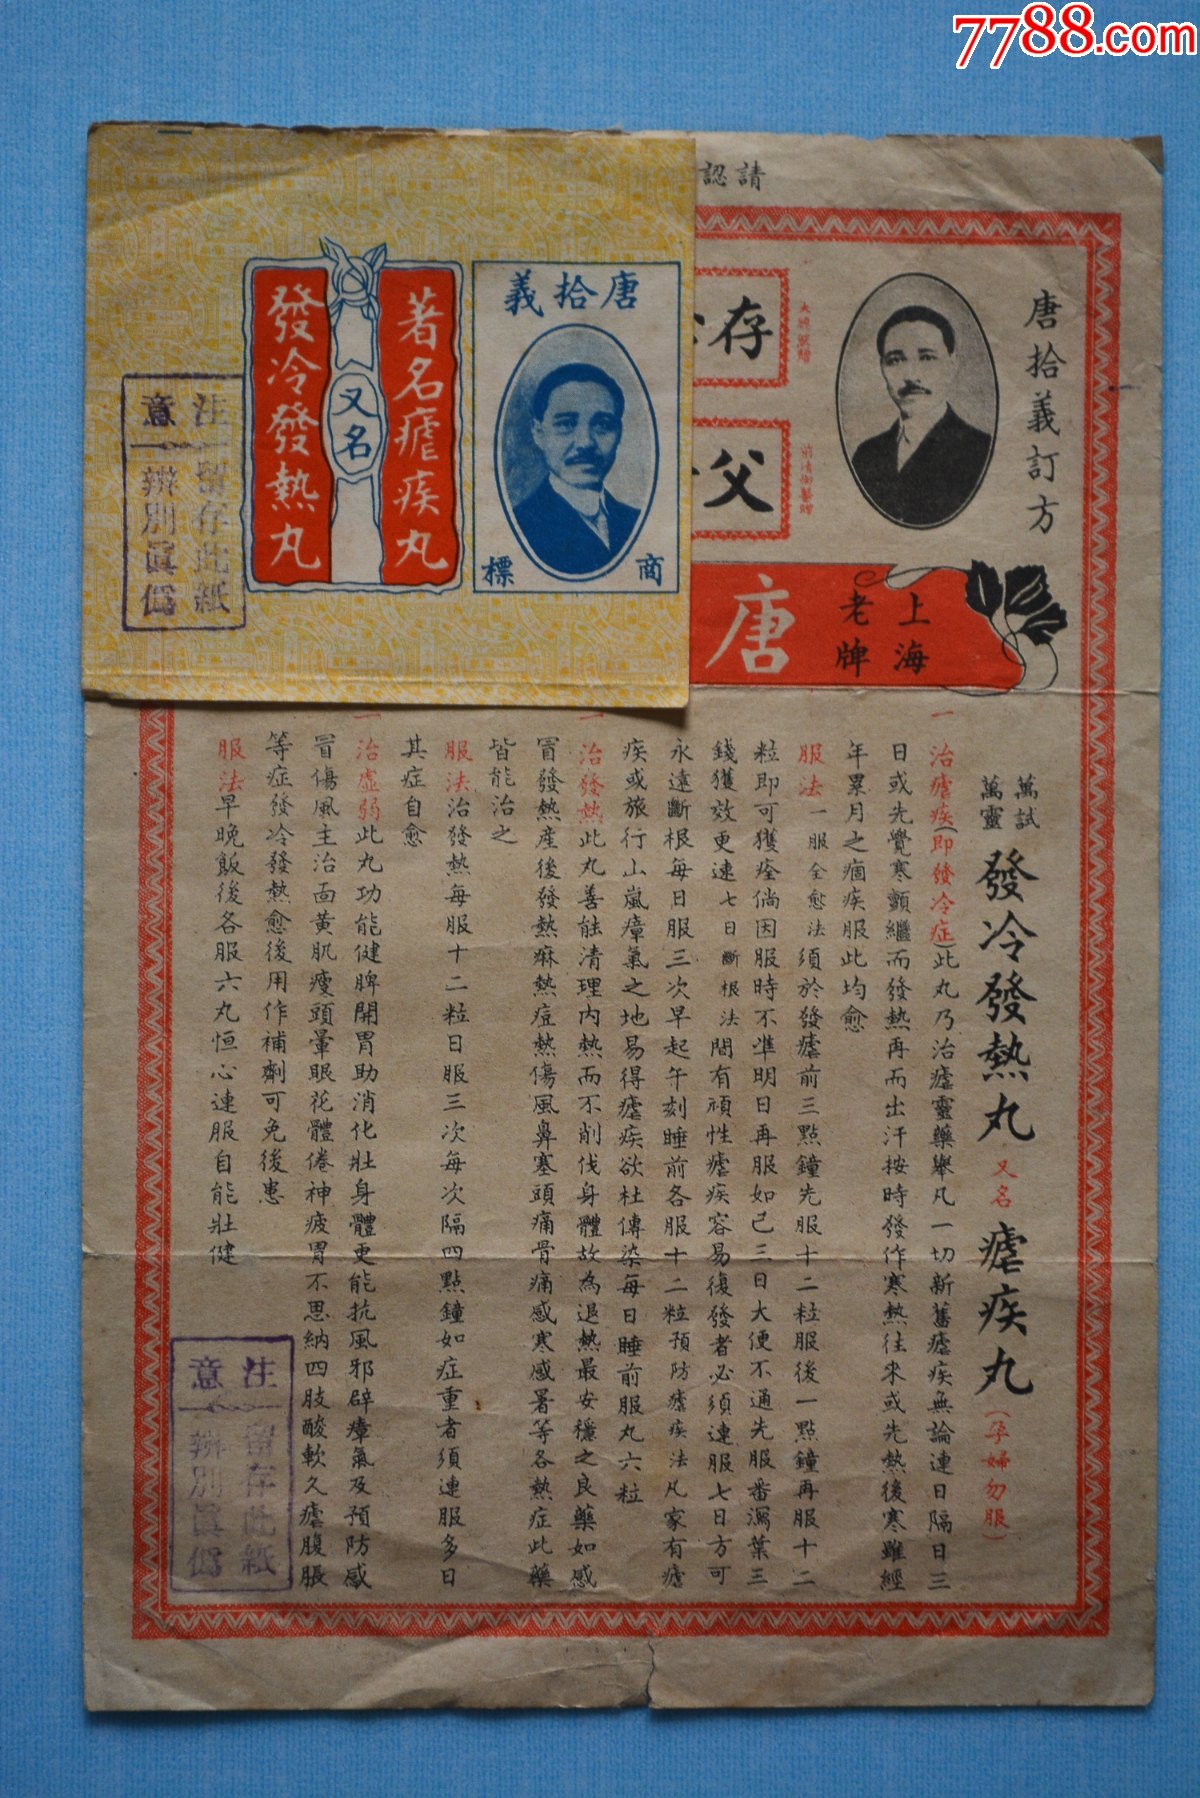 7788.com
請認
唐拾義
商標
著名瘧疾丸
又名
發冷發熱丸
注意
留存此紙
辨別眞僞
唐拾義訂方
存
父
上海
老牌
唐
萬試
萬靈
發冷發熱丸 又名 瘧疾丸 (孕婦勿服)
一 治瘧疾(即發冷症)此丸乃治瘧靈藥舉凡一切新舊瘧疾無論連日隔日三
日或先覺寒顫繼而發熱再而出汗按時發作寒熱往來或先熱後寒雖經
年累月之痼疾服此均愈
服法 一服全愈法須於發瘧前三點鐘先服十二粒服後一點鐘再服十二
粒即可獲痊倘因服時不準明日再服如已三日大便不通先服番瀉葉三
錢獲效更速七日斷根法間有頑性瘧疾容易復發者必須連服七日方可
永遠斷根每日服三次早起午刻睡前各服十二粒預防瘧疾法凡家有瘧
疾或旅行山嵐瘴氣之地易得瘧疾欲杜傳染每日睡前服丸六粒
一 治發熱此丸善能清理內熱而不削伐身體故為退熱最安穩之良藥如感
冒發熱産後發熱痳熱痘熱傷風鼻塞頭痛骨痛感寒感暑等各熱症此藥
皆能治之
服法治發熱每服十二粒日服三次每次隔四點鐘如症重者須連服多日
其症自愈
一 治虛弱此丸功能健脾開胃助消化壯身體更能抗風邪辟瘴氣及預防感
冒傷風主治面黃肌瘦頭暈眼花體倦神疲胃不思納四肢酸軟久瘧腹脹
等症發冷發熱愈後用作補劑可免後患
服法早晚飯後各服六丸恒心連服自能壯健
注意
留存此紙
辨別眞僞